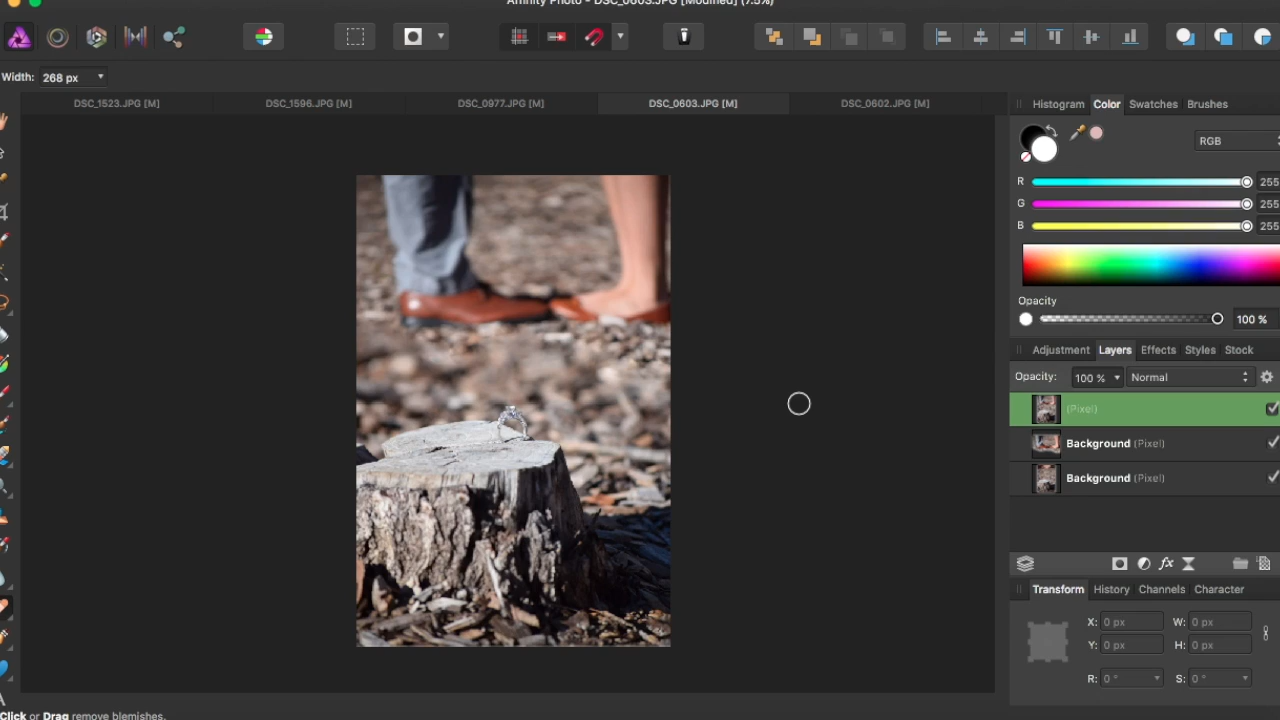 Affinity Photo - DSC_0603.JPG [Modified] (7.5%)
Width: 268 px
DSC_1523.JPG [M] DSC_1596.JPG [M] DSC_0977.JPG [M] DSC_0603.JPG [M] DSC_0602.JPG [M]
Histogram Color Swatches Brushes
RGB
R 255
G 255
B 255
Opacity
100 %
Adjustment Layers Effects Styles Stock
Opacity: 100 % Normal
(Pixel)
Background (Pixel)
Background (Pixel)
fx
Transform History Channels Character
X: 0 px W: 0 px
Y: 0 px H: 0 px
R: 0 ° S: 0 °
Click or Drag remove blemishes.